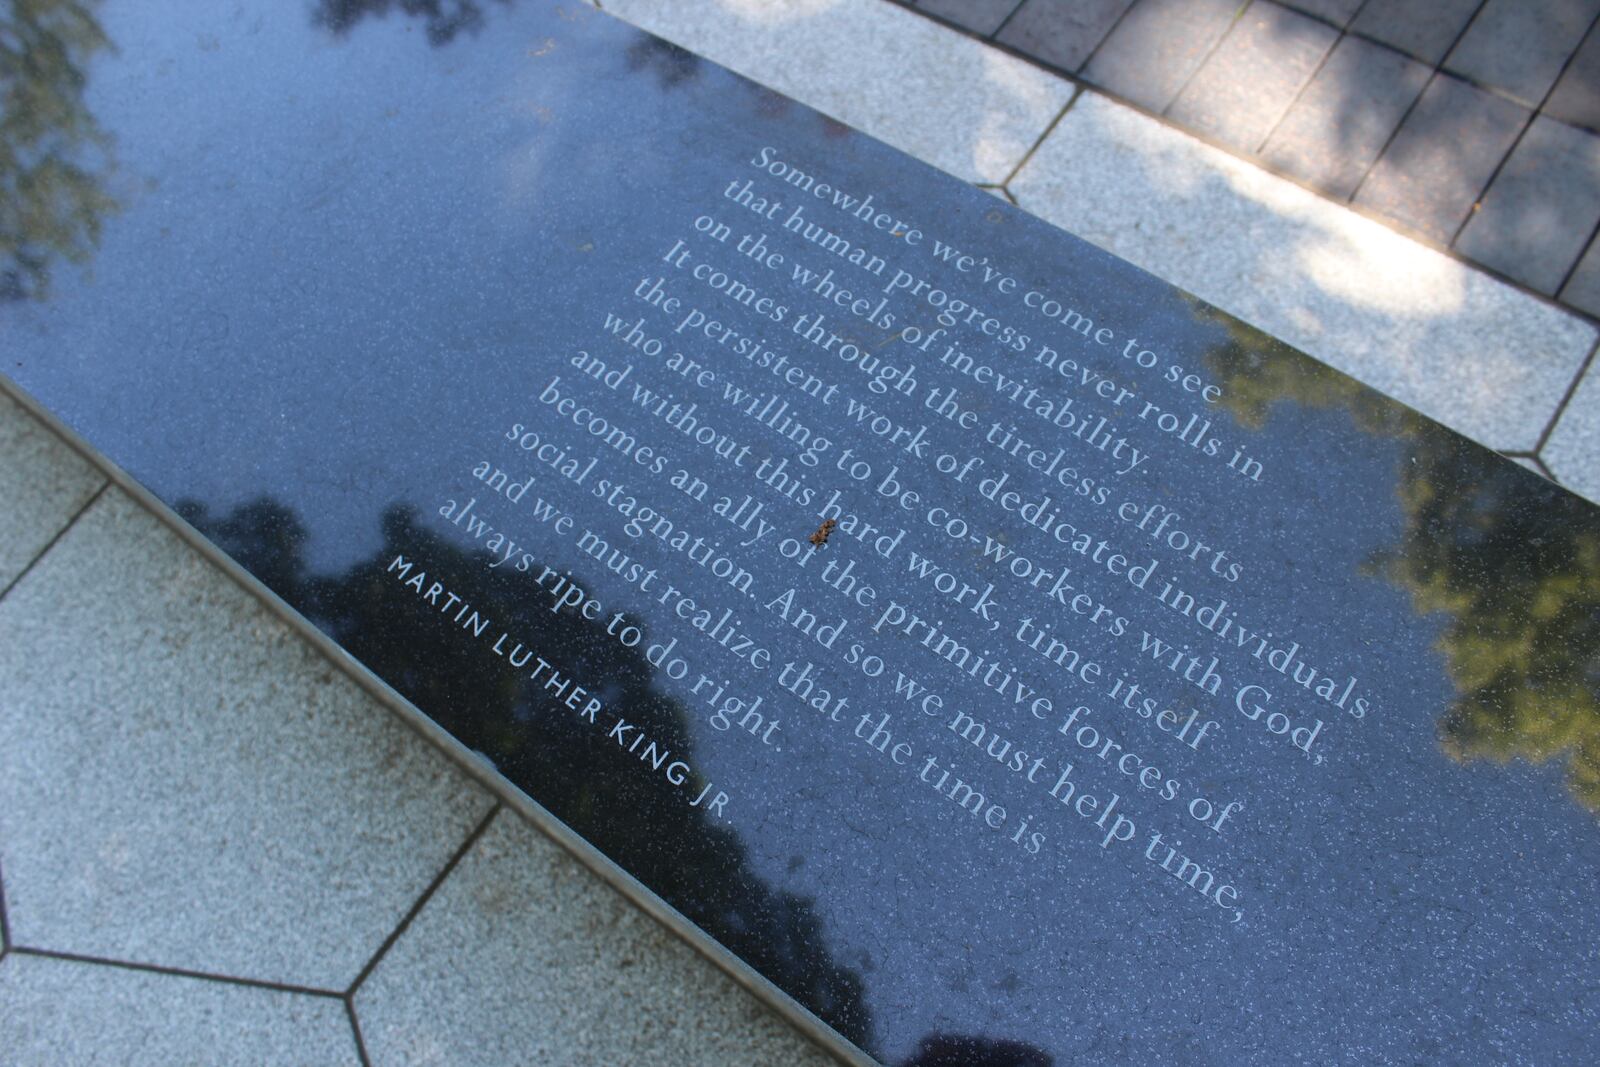 Somewhere we've come to see
that human progress never rolls in
on the wheels of inevitability.
It comes through the tireless efforts
the persistent work of dedicated individuals
who are willing to be co-workers with God,
and without this hard work, time itself
becomes an ally of the primitive forces of
social stagnation. And so we must help time,
and we must realize that the time is
always ripe to do right.
MARTIN LUTHER KING JR.